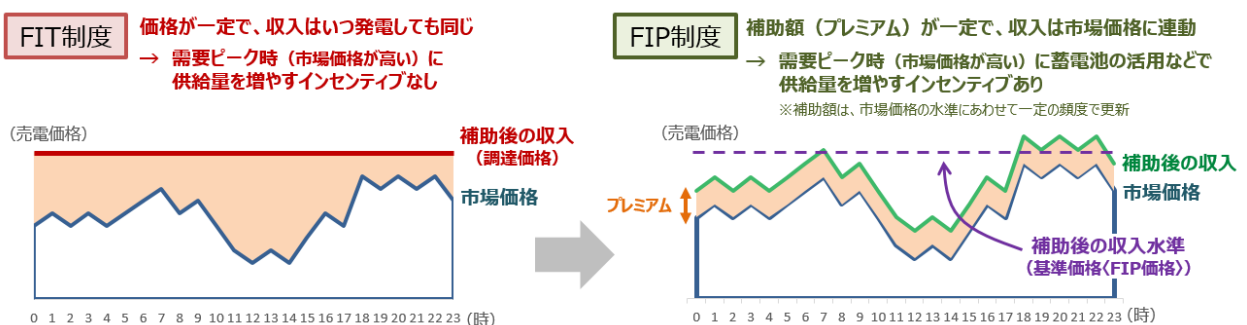 FIT制度
価格が一定で、収入はいつ発電しても同じ
→ 需要ピーク時（市場価格が高い）に
供給量を増やすインセンティブなし
（売電価格）
補助後の収入
（調達価格）
市場価格
0 1 2 3 4 5 6 7 8 9 10 11 12 13 14 15 16 17 18 19 20 21 22 23 （時）
FIP制度
補助額（プレミアム）が一定で、収入は市場価格に連動
→ 需要ピーク時（市場価格が高い）に蓄電池の活用などで
供給量を増やすインセンティブあり
※補助額は、市場価格の水準にあわせて一定の頻度で更新
（売電価格）
補助後の収入
市場価格
プレミアム
補助後の収入水準
（基準価格〈FIP価格〉）
0 1 2 3 4 5 6 7 8 9 10 11 12 13 14 15 16 17 18 19 20 21 22 23 （時）